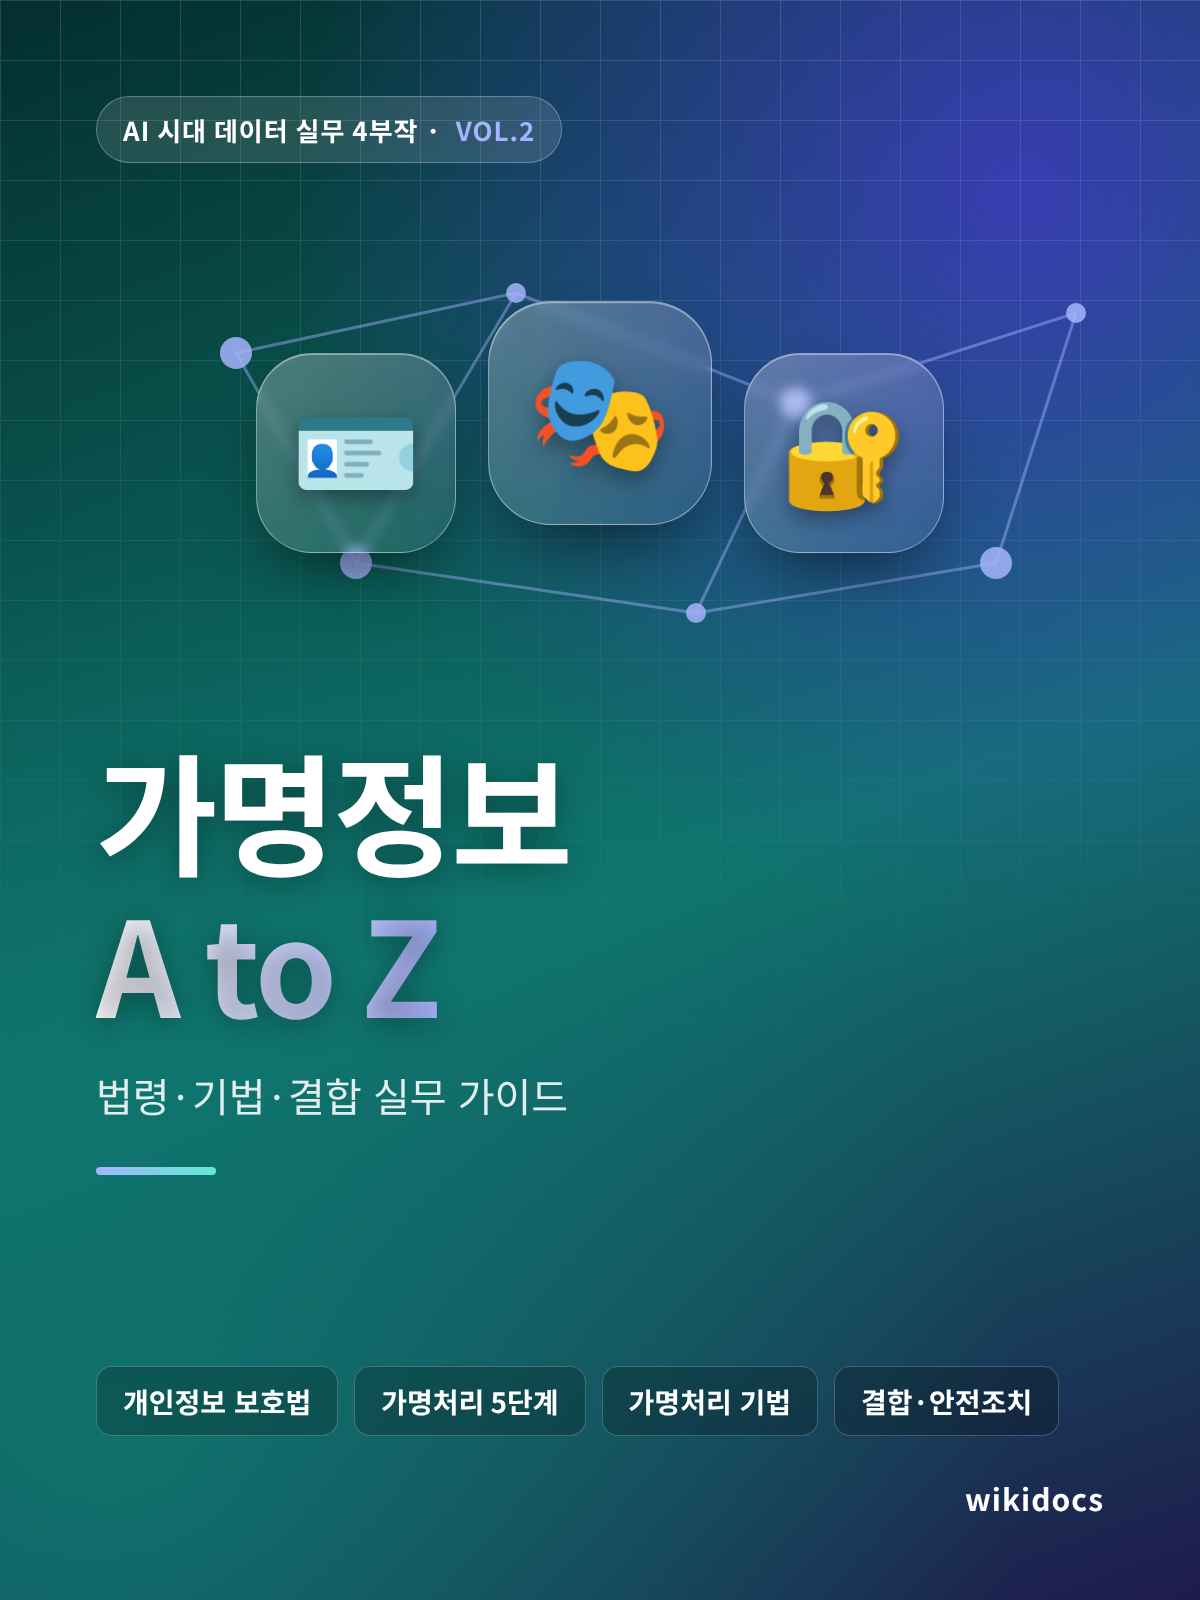 AI 시대 데이터 실무 4부작 · VOL.2
가명정보
A to Z
법령·기법·결합 실무 가이드
개인정보 보호법
가명처리 5단계
가명처리 기법
결합·안전조치
wikidocs